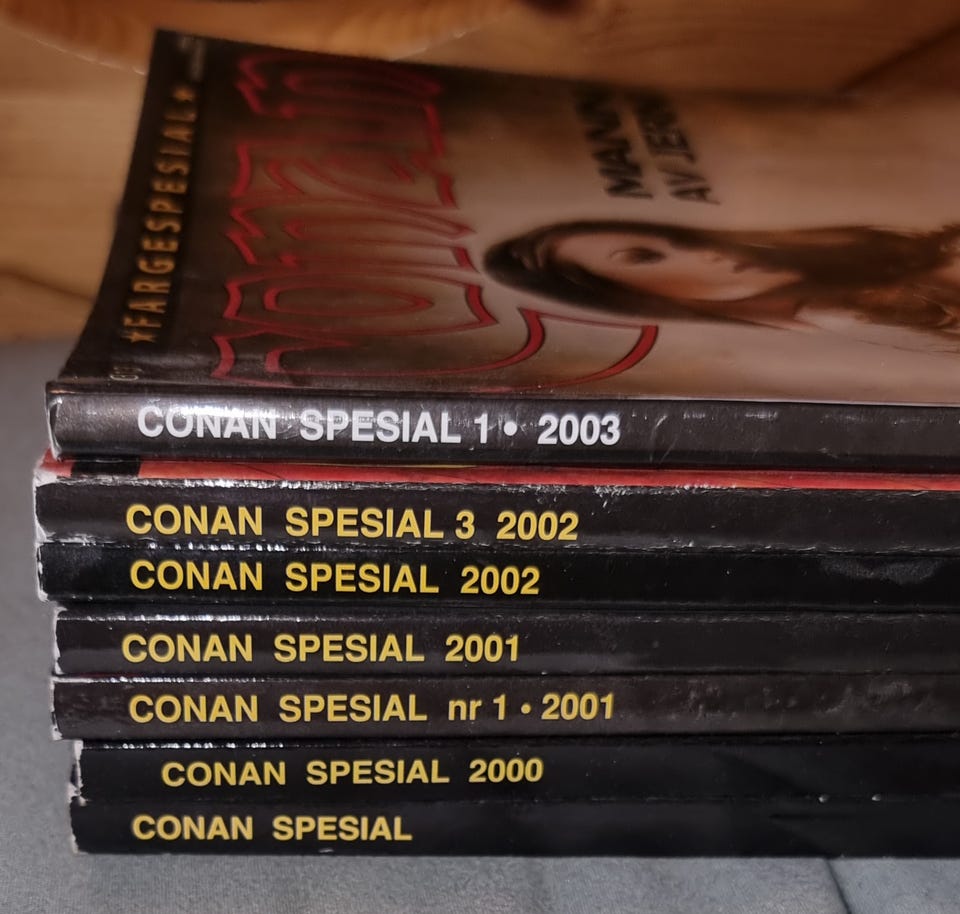 ★FARGESPESIAL★
Conan
MANN
AV JERN
CONAN SPESIAL 1 • 2003
CONAN SPESIAL 3 2002
CONAN SPESIAL 2002
CONAN SPESIAL 2001
CONAN SPESIAL nr 1 • 2001
CONAN SPESIAL 2000
CONAN SPESIAL